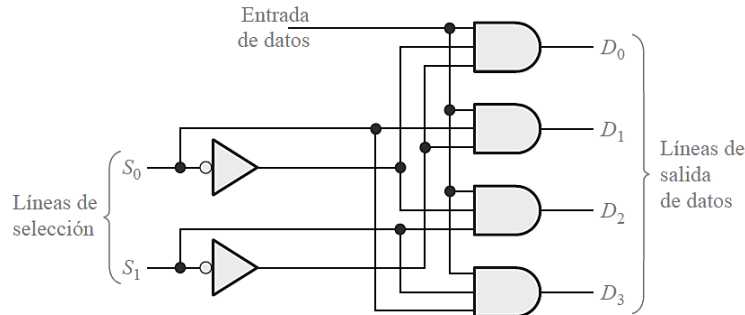 Entrada
de datos
D₀
D₁
D₂
D₃
Líneas de
salida
de datos
Líneas de
selección
S₀
S₁